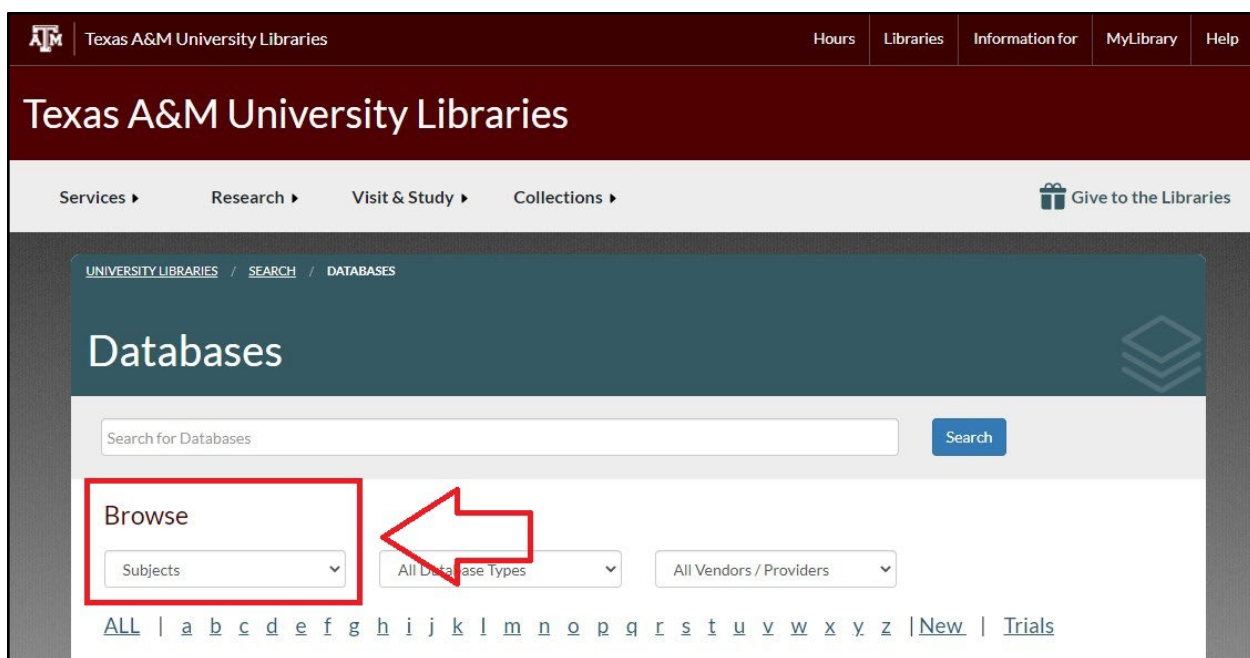 ĀTM Texas A&M University Libraries Hours Libraries Information for MyLibrary Help
Texas A&M University Libraries
Services Research Visit & Study Collections Give to the Libraries
UNIVERSITY LIBRARIES / SEARCH / DATABASES
Databases
Search for Databases Search
Browse
Subjects All Database Types All Vendors / Providers
ALL | a b c d e f g h i j k l m n o p q r s t u v w x y z | New | Trials